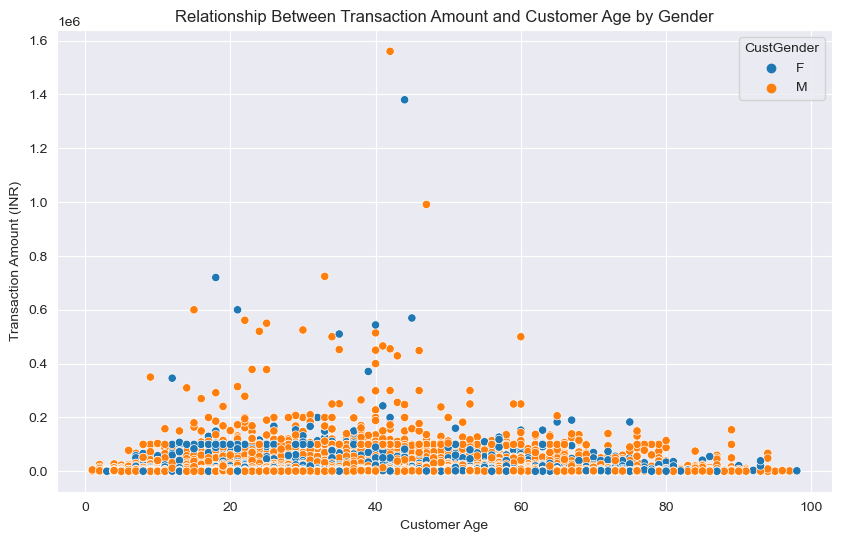 Relationship Between Transaction Amount and Customer Age by Gender
1e6
CustGender
F
M
1.6
1.4
1.2
1.0
0.8
0.6
0.4
0.2
0.0
Transaction Amount (INR)
0 20 40 60 80 100
Customer Age